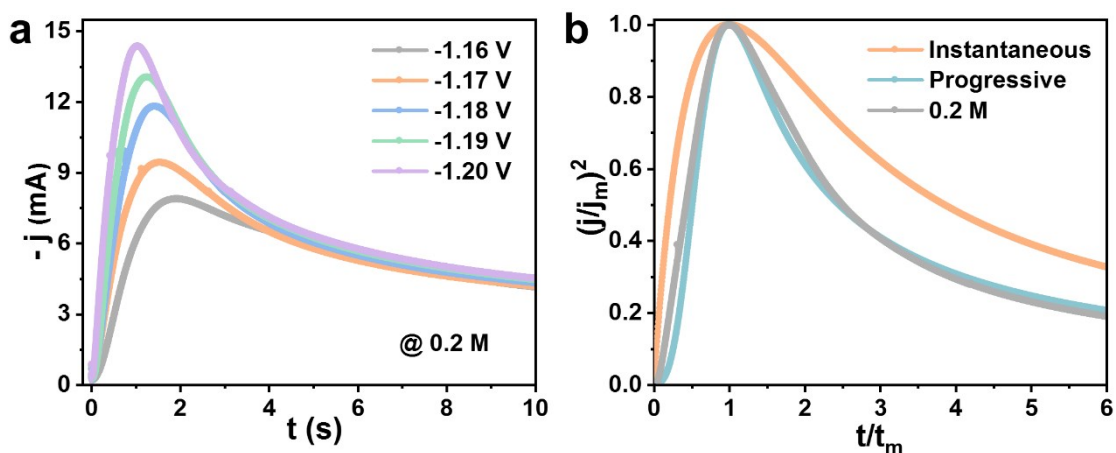 a
15
12
9
6
3
0
- j (mA)
-1.16 V
-1.17 V
-1.18 V
-1.19 V
-1.20 V
@ 0.2 M
0 2 4 6 8 10
t (s)
b
1.0
0.8
0.6
0.4
0.2
0.0
(j/jm)²
Instantaneous
Progressive
0.2 M
0 1 2 3 4 5 6
t/tm